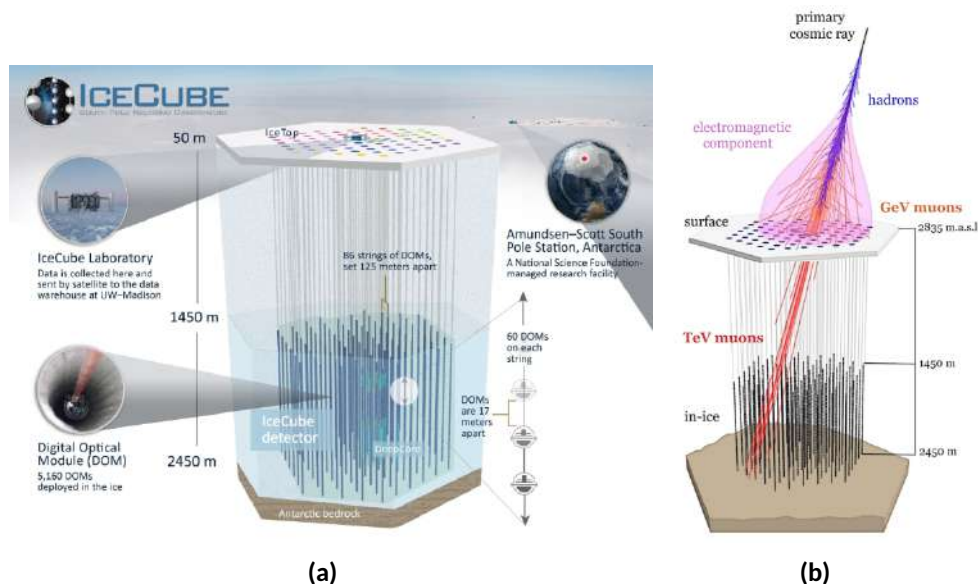 ICECUBE
SOUTH POLE NEUTRINO OBSERVATORY
50 m
IceTop
IceCube Laboratory
Data is collected here and
sent by satellite to the data
warehouse at UW–Madison
86 strings of DOMs,
set 125 meters apart
Amundsen–Scott South
Pole Station, Antarctica
A National Science Foundation-
managed research facility
1450 m
60 DOMs
on each
string
DOMs
are 17
meters
apart
IceCube
detector
DeepCore
Digital Optical
Module (DOM)
5,160 DOMs
deployed in the ice
2450 m
Antarctic bedrock
(a)
primary
cosmic ray
hadrons
electromagnetic
component
GeV muons
surface
2835 m.a.s.l
TeV muons
1450 m
in-ice
2450 m
(b)